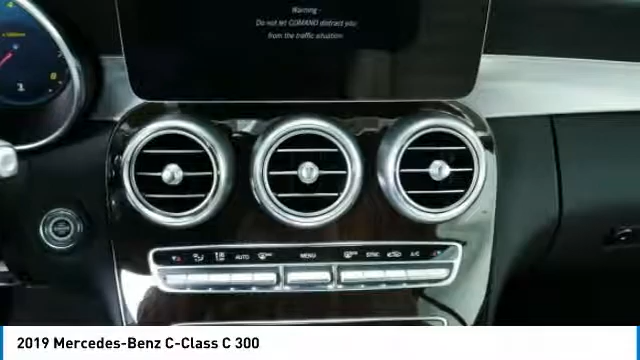 Warning -
Do not let COMAND distract you
from the traffic situation.
AUTO MENU SYNC A/C
2019 Mercedes-Benz C-Class C 300